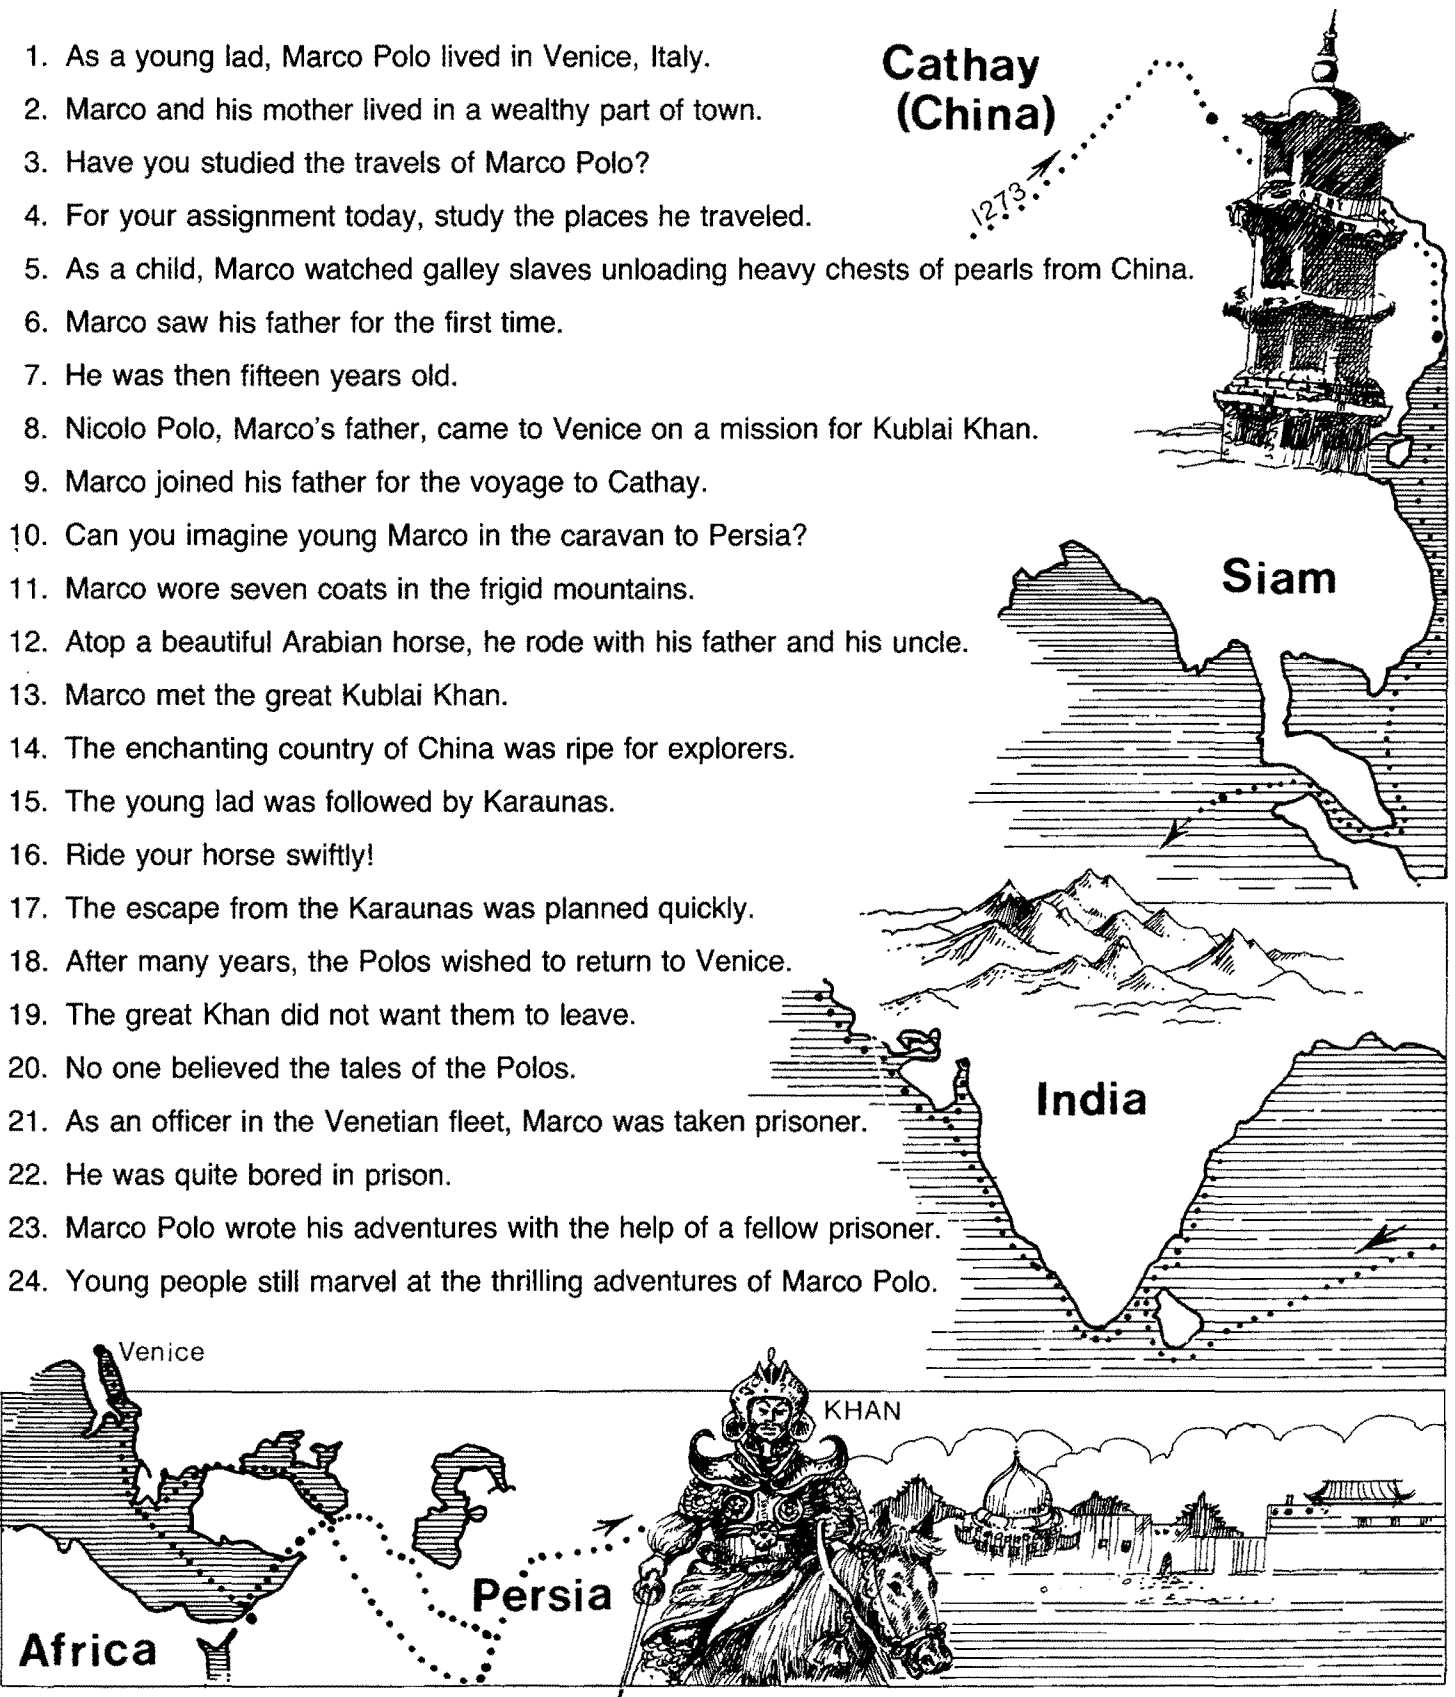 1. As a young lad, Marco Polo lived in Venice, Italy.
2. Marco and his mother lived in a wealthy part of town.
3. Have you studied the travels of Marco Polo?
4. For your assignment today, study the places he traveled.
5. As a child, Marco watched galley slaves unloading heavy chests of pearls from China.
6. Marco saw his father for the first time.
7. He was then fifteen years old.
8. Nicolo Polo, Marco's father, came to Venice on a mission for Kublai Khan.
9. Marco joined his father for the voyage to Cathay.
10. Can you imagine young Marco in the caravan to Persia?
11. Marco wore seven coats in the frigid mountains.
12. Atop a beautiful Arabian horse, he rode with his father and his uncle.
13. Marco met the great Kublai Khan.
14. The enchanting country of China was ripe for explorers.
15. The young lad was followed by Karaunas.
16. Ride your horse swiftly!
17. The escape from the Karaunas was planned quickly.
18. After many years, the Polos wished to return to Venice.
19. The great Khan did not want them to leave.
20. No one believed the tales of the Polos.
21. As an officer in the Venetian fleet, Marco was taken prisoner.
22. He was quite bored in prison.
23. Marco Polo wrote his adventures with the help of a fellow prisoner.
24. Young people still marvel at the thrilling adventures of Marco Polo.
Cathay
(China)
1273
Siam
India
Venice
KHAN
Persia
Africa